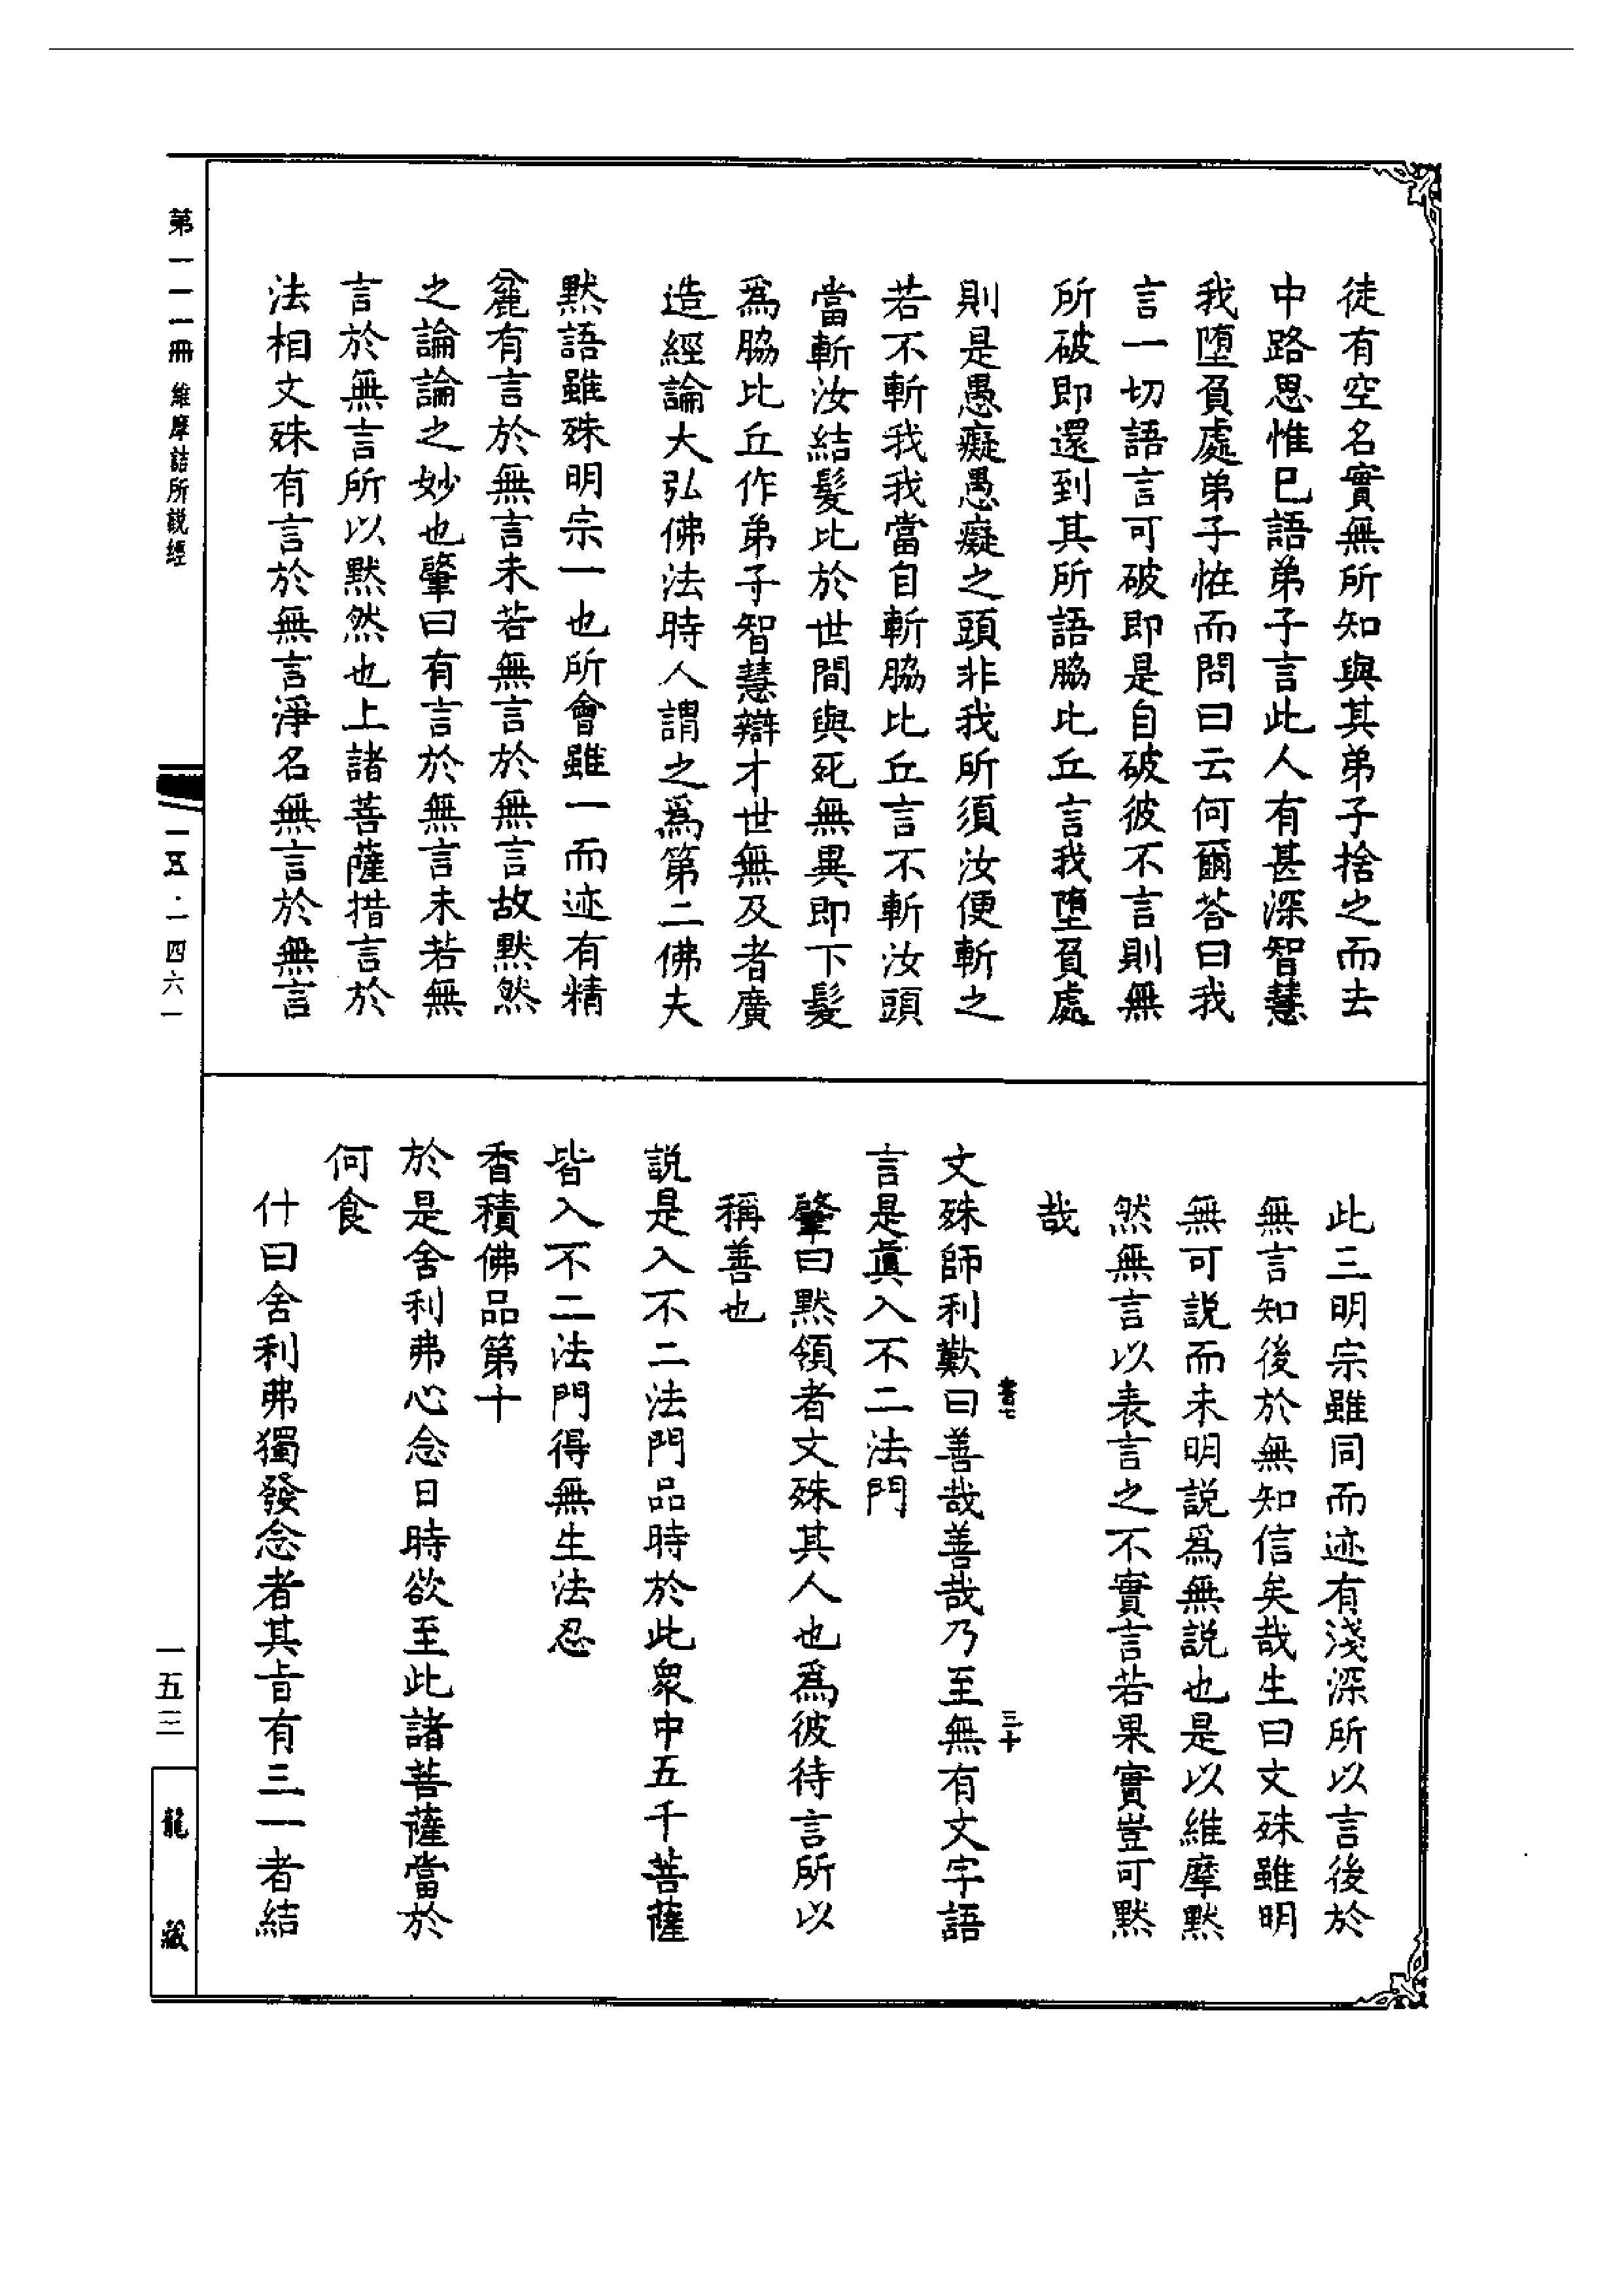 徒有空名實無所知與其弟子捨之而去
中路思惟已語弟子言此人有甚深智慧
我墮負處弟子恠而問曰云何爾荅曰我
言一切語言可破即是自破彼不言則無
所破即還到其所語脇比丘言我墮負處
則是愚癡愚癡之頭非我所須汝便斬之
若不斬我我當自斬脇比丘言不斬汝頭
當斬汝結髮比於世間與死無異即下髮
爲脇比丘作弟子智慧辯才世無及者廣
造經論大弘佛法時人謂之爲第二佛夫
默語雖殊明宗一也所會雖一而迹有精
麄有言於無言未若無言於無言故默然
之論論之妙也肇曰有言於無言未若無
言於無言所以默然也上諸菩薩措言於
法相文殊有言於無言淨名無言於無言
此三明宗雖同而迹有淺深所以言後於
無言知後於無知信矣哉生曰文殊雖明
無可説而未明説爲無説也是以維摩默
然無言以表言之不實言若果實豈可默
哉
文殊師利歎曰善哉善哉乃至無有文字語
言是眞入不二法門
肇曰默領者文殊其人也爲彼待言所以
稱善也
説是入不二法門品時於此衆中五千菩薩
皆入不二法門得無生法忍
香積佛品第十
於是舍利弗心念日時欲至此諸菩薩當於
何食
什曰舍利弗獨發念者其旨有三一者結
第一一一冊 維摩詰所説經
一五·一四六一
一五三
龍藏
三十